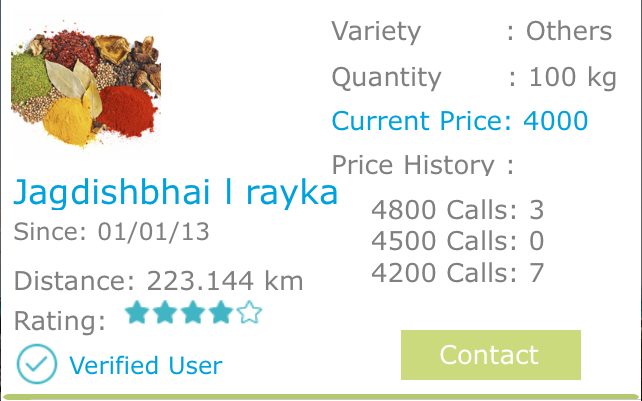 Variety : Others
Quantity : 100 kg
Current Price: 4000
Price History :
4800 Calls: 3
4500 Calls: 0
4200 Calls: 7
Jagdishbhai l rayka
Since: 01/01/13
Distance: 223.144 km
Rating:
Verified User
Contact